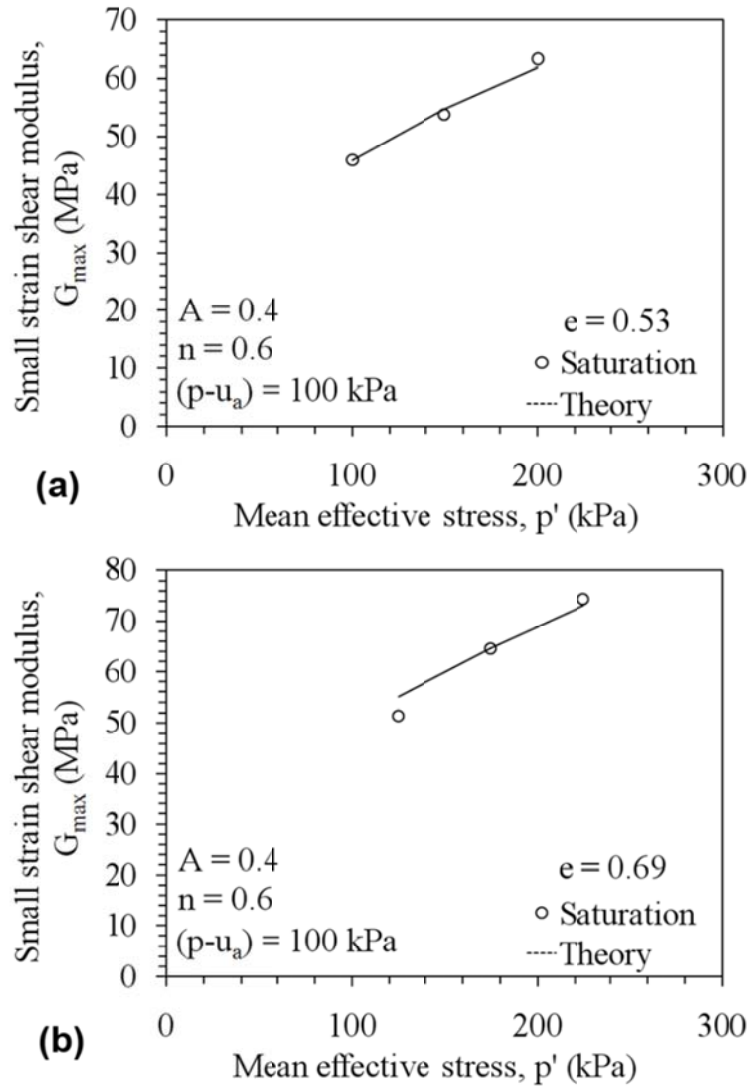 70
60
50
40
30
20
10
0
Small strain shear modulus,
G_max (MPa)
A = 0.4
n = 0.6
(p-u_a) = 100 kPa
e = 0.53
Saturation
Theory
0 100 200 300
(a)
Mean effective stress, p' (kPa)
80
70
60
50
40
30
20
10
0
Small strain shear modulus,
G_max (MPa)
A = 0.4
n = 0.6
(p-u_a) = 100 kPa
e = 0.69
Saturation
Theory
0 100 200 300
(b)
Mean effective stress, p' (kPa)